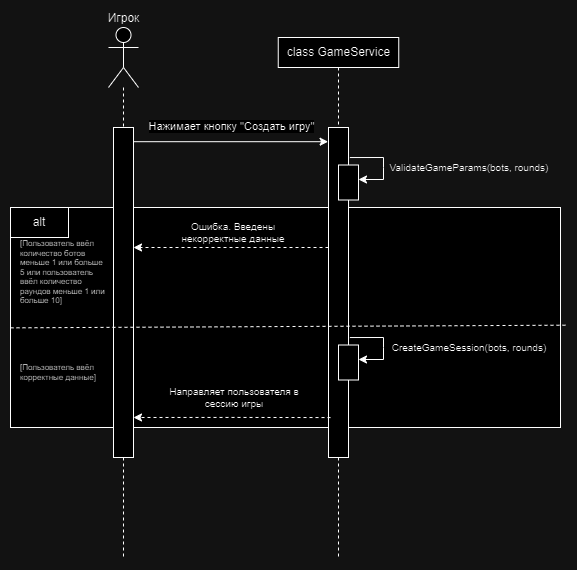 Игрок
class GameService
Нажимает кнопку "Создать игру"
ValidateGameParams(bots, rounds)
alt
Ошибка. Введены
некорректные данные
[Пользователь ввёл
количество ботов
меньше 1 или больше
5 или пользователь
ввёл количество
раундов меньше 1 или
больше 10]
CreateGameSession(bots, rounds)
[Пользователь ввёл
корректные данные]
Направляет пользователя в
сессию игры